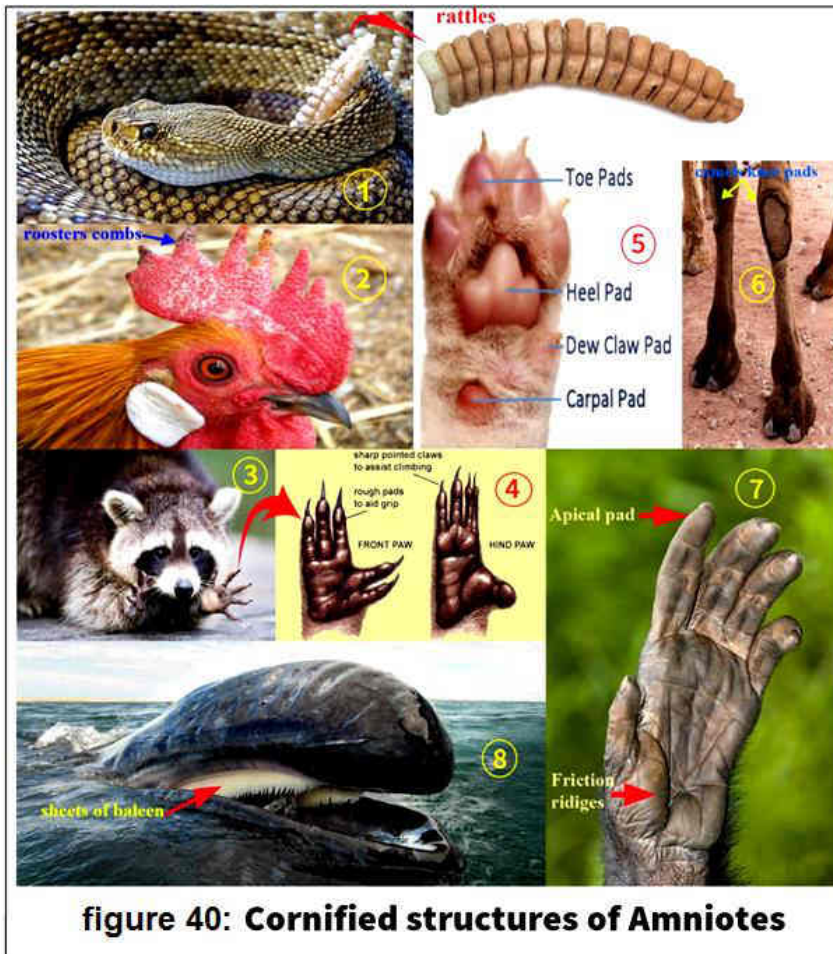 rattles
①
roosters combs
②
Toe Pads
⑤
Heel Pad
Dew Claw Pad
Carpal Pad
camels knee pads
⑥
③
sharp pointed claws
to assist climbing
④
rough pads
to aid grip
FRONT PAW
HIND PAW
⑦
Apical pad
Friction
ridiges
⑧
sheets of baleen
figure 40: Cornified structures of Amniotes